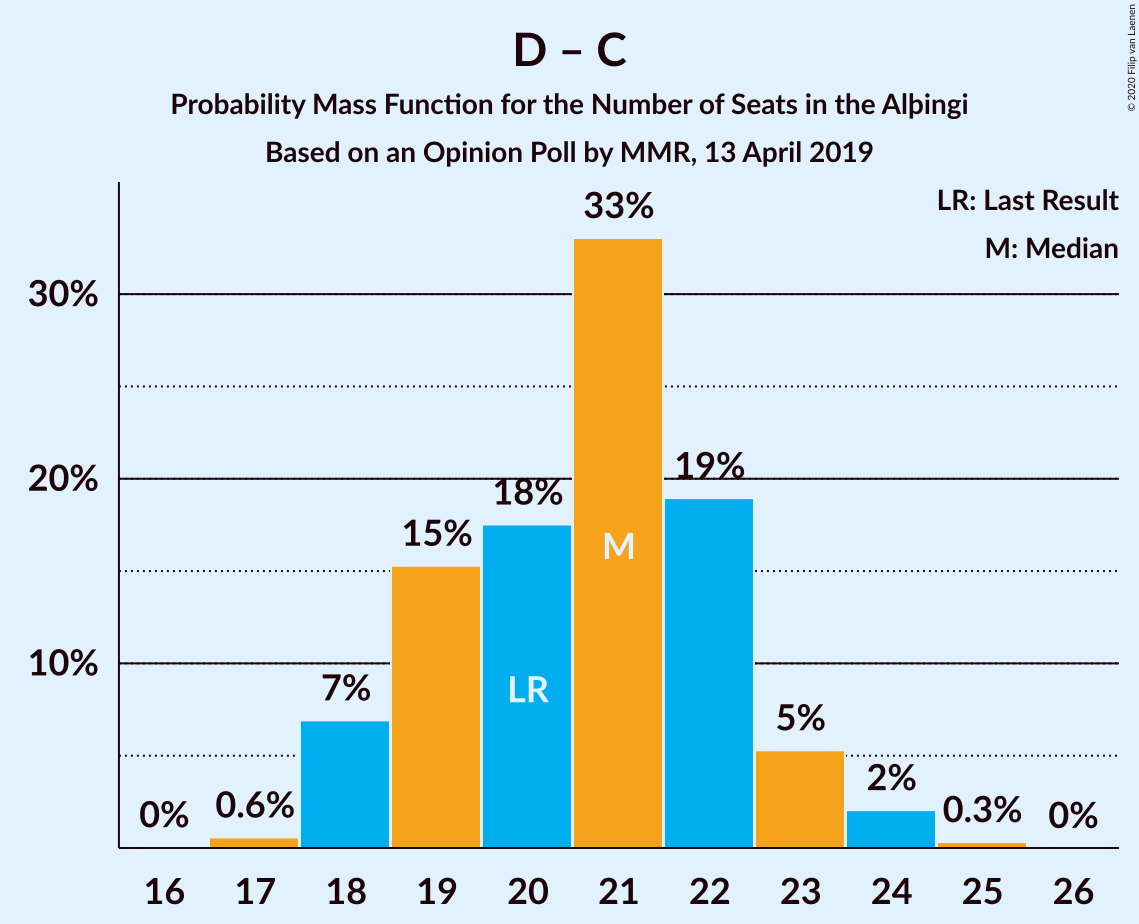 D – C
Probability Mass Function for the Number of Seats in the Alþingi
Based on an Opinion Poll by MMR, 13 April 2019
© 2020 Filip van Laenen
LR: Last Result
M: Median
33%
30%
20%
10%
0%
0.6%
7%
15%
18%
19%
5%
2%
0.3%
0%
M
LR
16 17 18 19 20 21 22 23 24 25 26